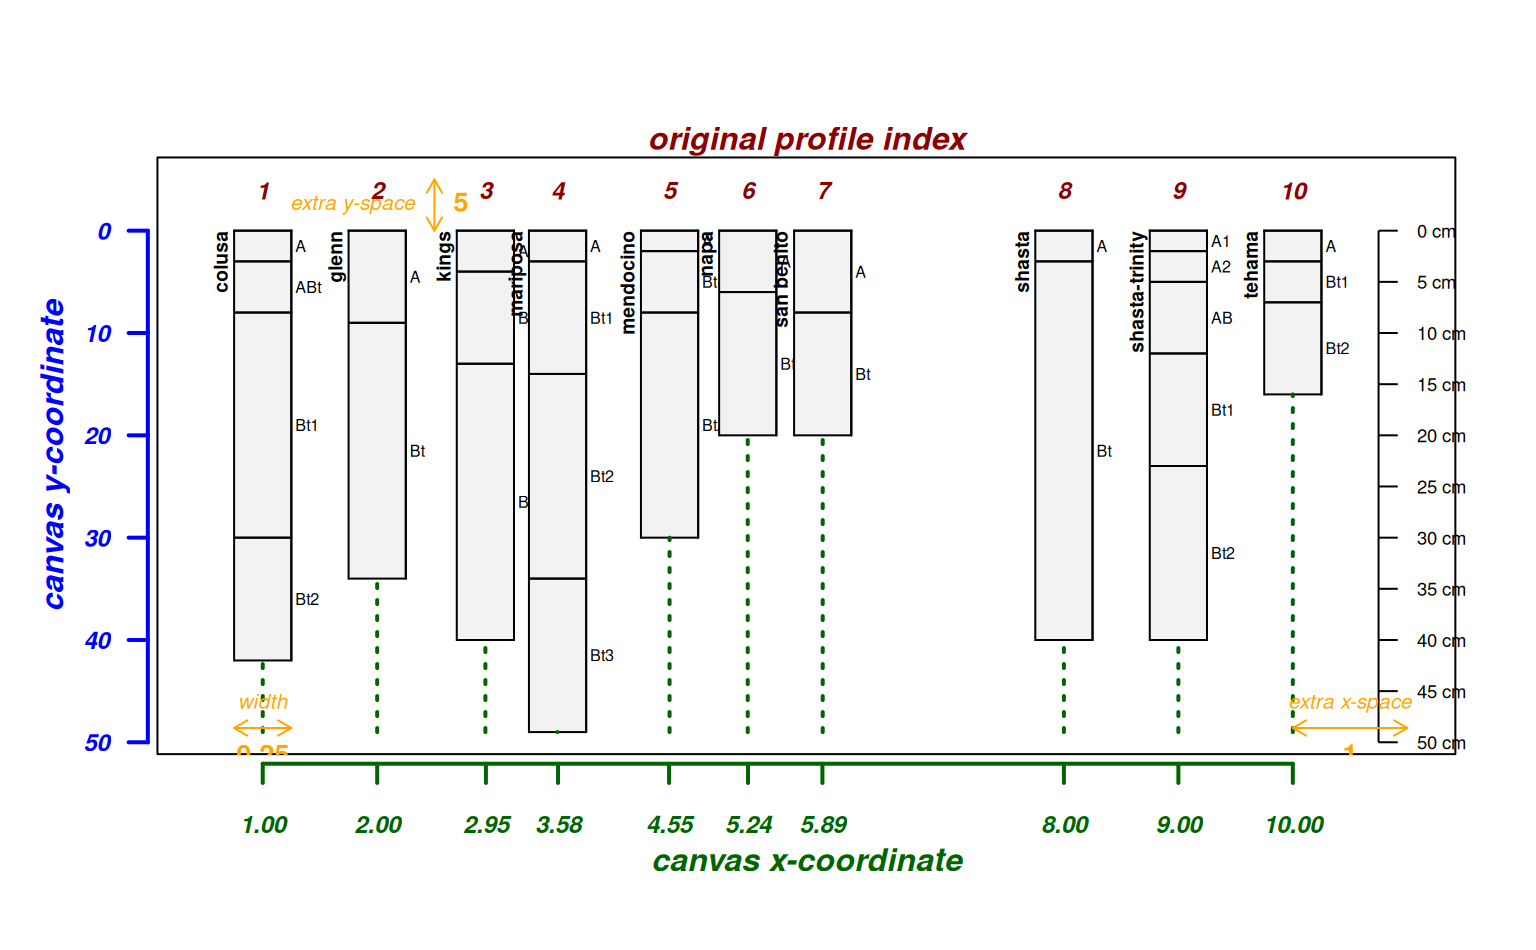 original profile index
1 2 3 4 5 6 7 8 9 10
extra y-space 5
canvas y-coordinate
0
10
20
30
40
50
colusa
A
ABt
Bt1
Bt2
glenn
A
Bt
kings
A
B
B
mariposa
A
Bt1
Bt2
Bt3
mendocino
Bt
Bt
napa
Bt
san benito
A
Bt
shasta
A
Bt
shasta-trinity
A1
A2
AB
Bt1
Bt2
tehama
A
Bt1
Bt2
0 cm
5 cm
10 cm
15 cm
20 cm
25 cm
30 cm
35 cm
40 cm
45 cm
50 cm
width
0.25
extra x-space
1
1.00 2.00 2.95 3.58 4.55 5.24 5.89 8.00 9.00 10.00
canvas x-coordinate